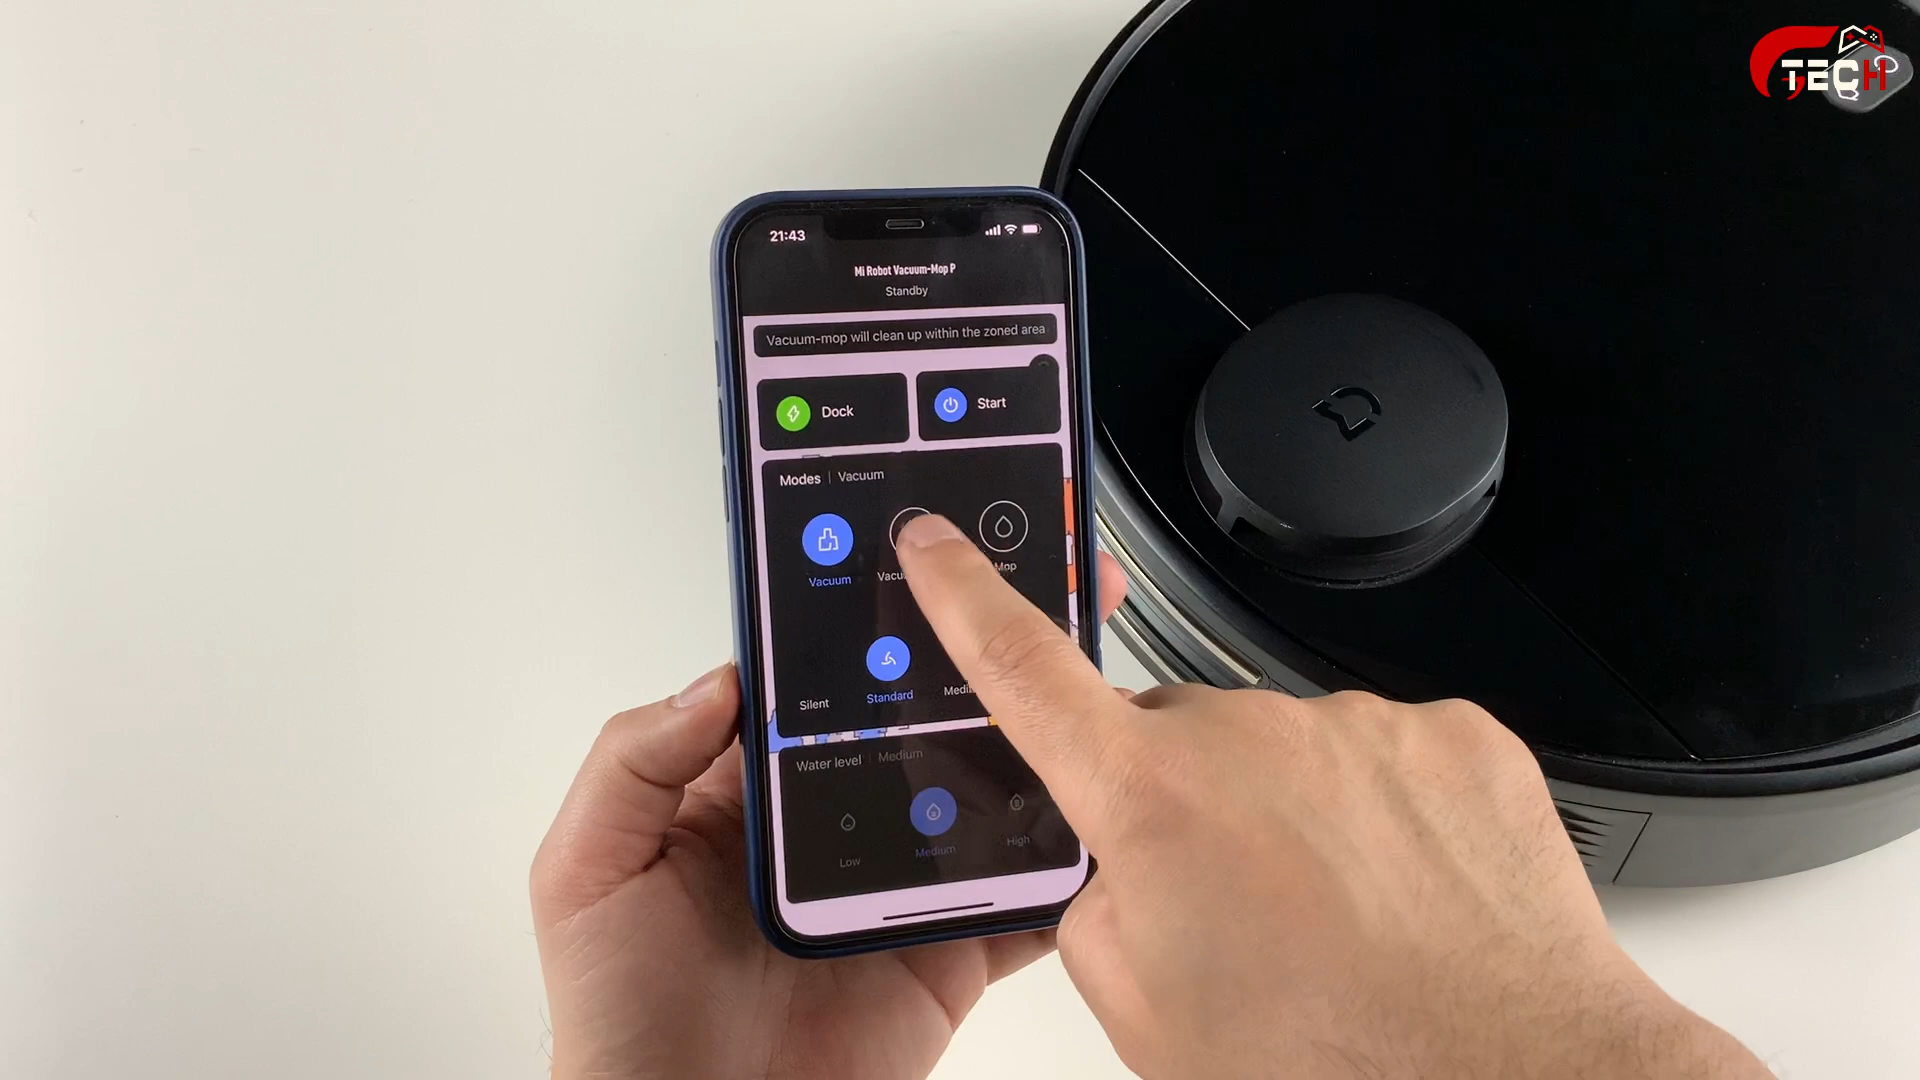 TECH
21:43
Mi Robot Vacuum-Mop P
Standby
Vacuum-mop will clean up within the zoned area
Dock
Start
Modes | Vacuum
Vacuum
Mop
Silent
Standard
Water level | Medium
Low
Medium
High